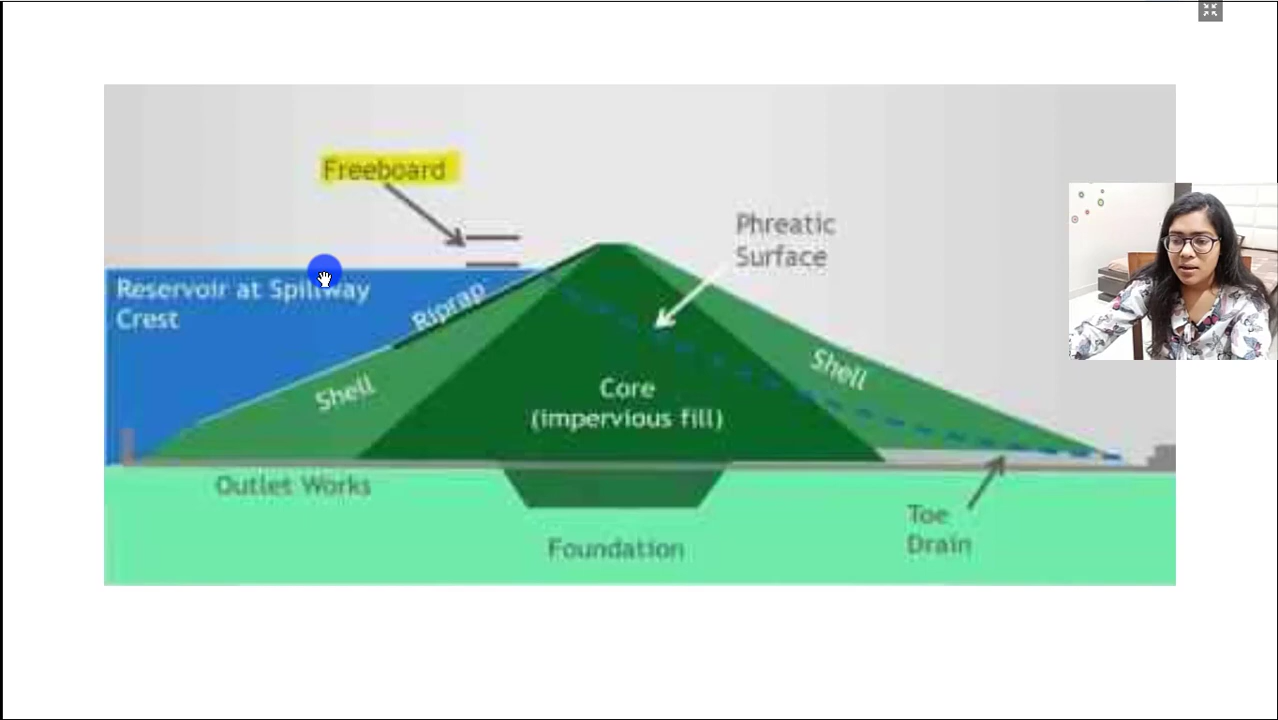 Freeboard
Phreatic
Surface
Reservoir at Spillway
Crest
Riprap
Shell
Shell
Core
(impervious fill)
Outlet Works
Toe
Drain
Foundation